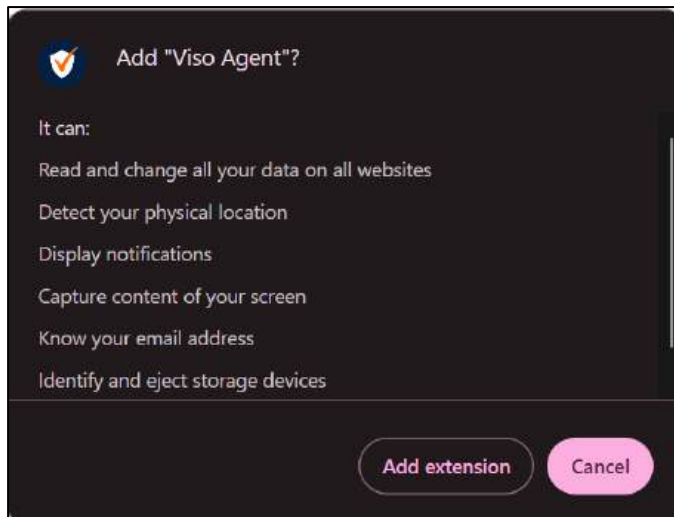 Add "Viso Agent"?
It can:
Read and change all your data on all websites
Detect your physical location
Display notifications
Capture content of your screen
Know your email address
Identify and eject storage devices
Add extension
Cancel